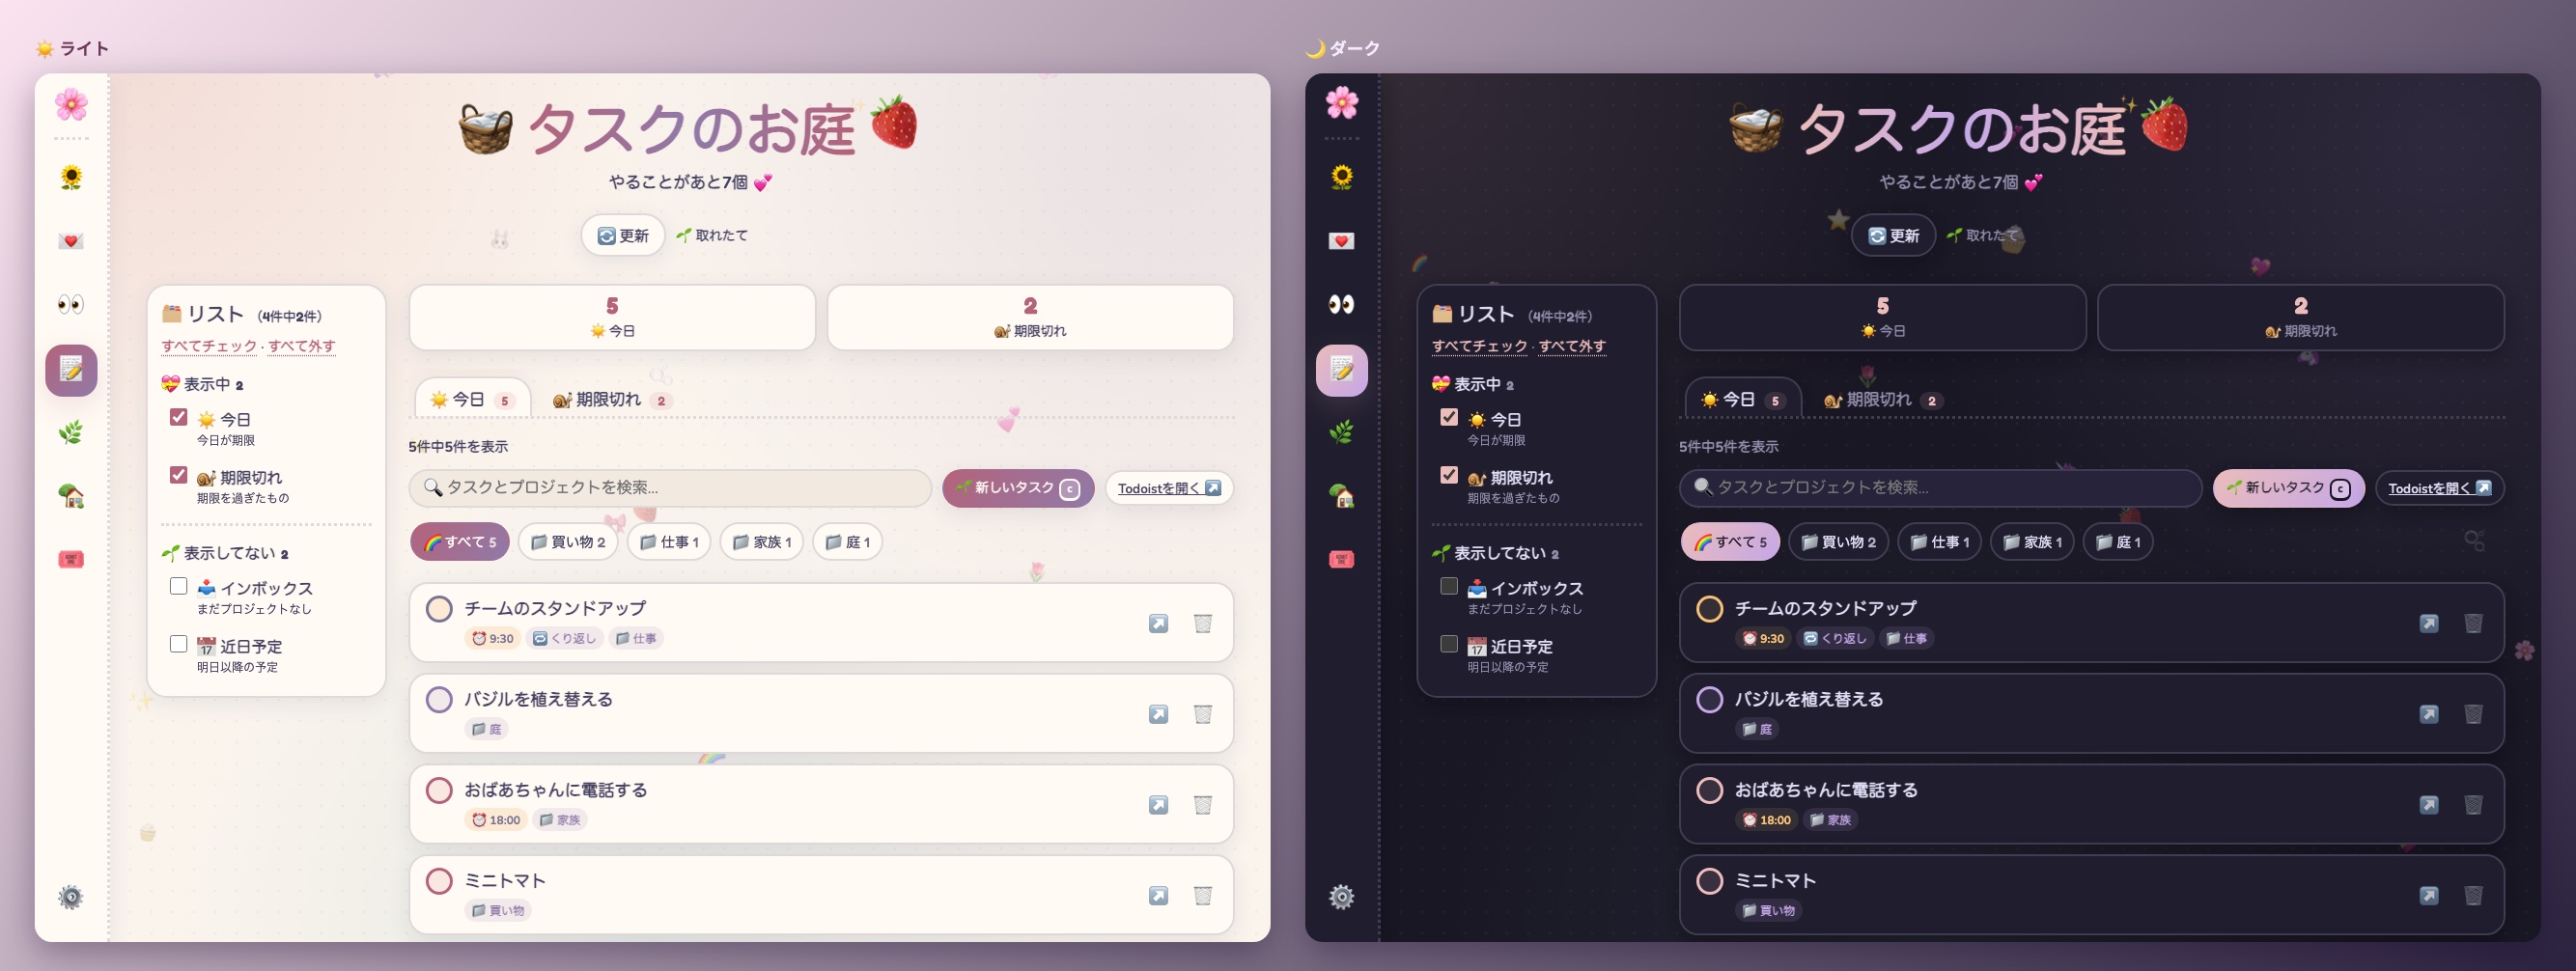 ライト
タスクのお庭
やることがあと7個
更新 取れたて
リスト (4件中2件)
すべてチェック · すべて外す
表示中 2
今日
今日が期限
期限切れ
期限を過ぎたもの
表示してない 2
インボックス
まだプロジェクトなし
近日予定
明日以降の予定
5
今日
2
期限切れ
今日 5 期限切れ 2
5件中5件を表示
タスクとプロジェクトを検索... 新しいタスク c Todoistを開く
すべて 5 買い物 2 仕事 1 家族 1 庭 1
チームのスタンドアップ
9:30 くり返し 仕事
バジルを植え替える
庭
おばあちゃんに電話する
18:00 家族
ミニトマト
買い物
ダーク
タスクのお庭
やることがあと7個
更新 取れたて
リスト (4件中2件)
すべてチェック · すべて外す
表示中 2
今日
今日が期限
期限切れ
期限を過ぎたもの
表示してない 2
インボックス
まだプロジェクトなし
近日予定
明日以降の予定
5
今日
2
期限切れ
今日 5 期限切れ 2
5件中5件を表示
タスクとプロジェクトを検索... 新しいタスク c Todoistを開く
すべて 5 買い物 2 仕事 1 家族 1 庭 1
チームのスタンドアップ
9:30 くり返し 仕事
バジルを植え替える
庭
おばあちゃんに電話する
18:00 家族
ミニトマト
買い物